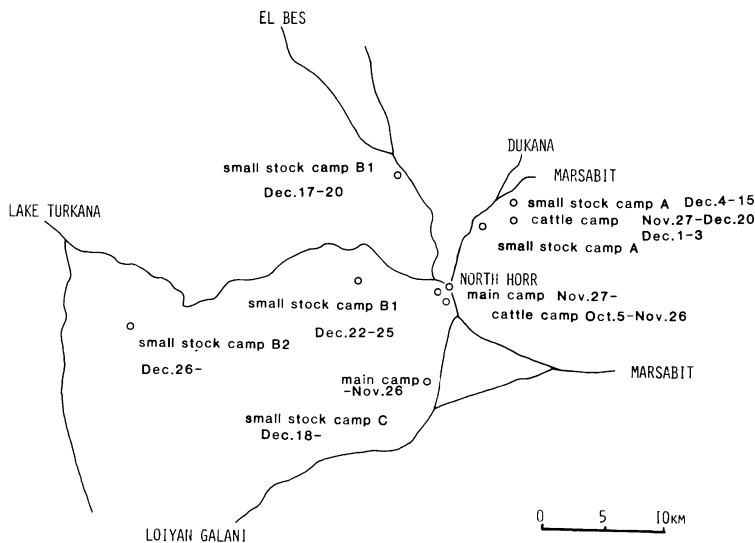 EL BES
DUKANA
small stock camp B1
Dec.17-20
MARSABIT
small stock camp A Dec.4-15
cattle camp Nov.27-Dec.20
Dec.1-3
small stock camp A
LAKE TURKANA
NORTH HORR
main camp Nov.27-
cattle camp Oct.5-Nov.26
small stock camp B1
Dec.22-25
small stock camp B2
Dec.26-
main camp
-Nov.26
MARSABIT
small stock camp C
Dec.18-
LOIYAN GALANI
0 5 10KM